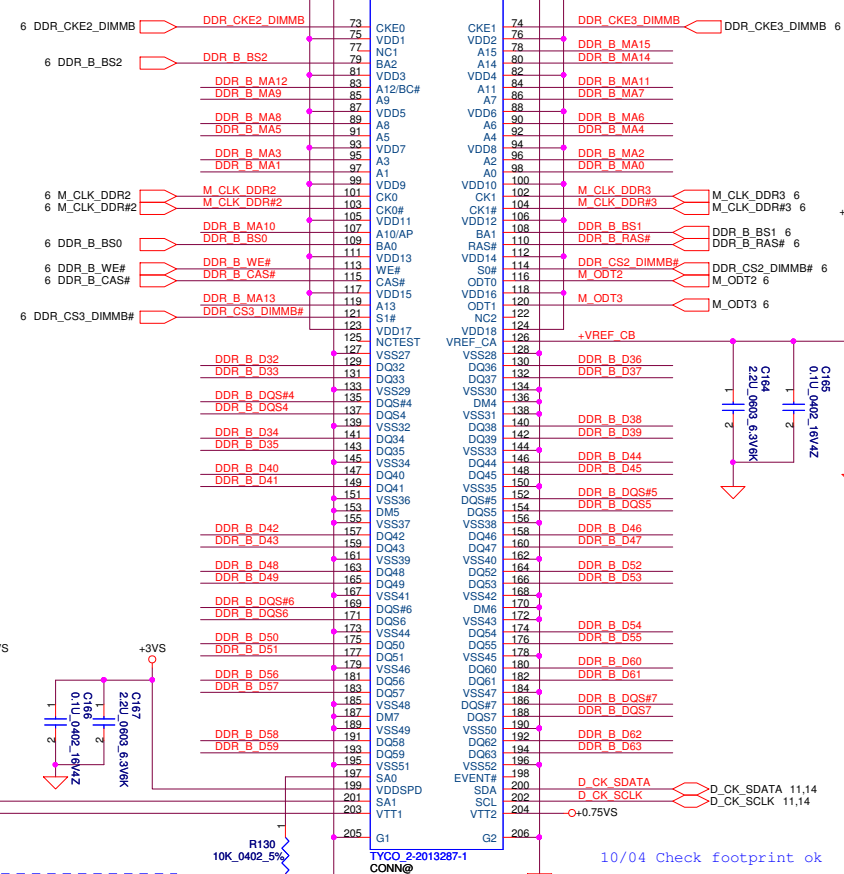 6 DDR_CKE2_DIMMB DDR_CKE2_DIMMB 73 CKE0 CKE1 74 DDR_CKE3_DIMMB DDR_CKE3_DIMMB 6
75 VDD1 VDD2 76
77 NC1 A15 78 DDR_B_MA15
6 DDR_B_BS2 DDR_B_BS2 79 BA2 A14 80 DDR_B_MA14
81 VDD3 VDD4 82
DDR_B_MA12 83 A12/BC# A11 84 DDR_B_MA11
DDR_B_MA9 85 A9 A7 86 DDR_B_MA7
87 VDD5 VDD6 88
DDR_B_MA8 89 A8 A6 90 DDR_B_MA6
DDR_B_MA5 91 A5 A4 92 DDR_B_MA4
93 VDD7 VDD8 94
DDR_B_MA3 95 A3 A2 96 DDR_B_MA2
DDR_B_MA1 97 A1 A0 98 DDR_B_MA0
99 VDD9 VDD10 100
6 M_CLK_DDR2 M_CLK_DDR2 101 CK0 CK1 102 M_CLK_DDR3 M_CLK_DDR3 6
6 M_CLK_DDR#2 M_CLK_DDR#2 103 CK0# CK1# 104 M_CLK_DDR#3 M_CLK_DDR#3 6
105 VDD11 VDD12 106
DDR_B_MA10 107 A10/AP BA1 108 DDR_B_BS1 DDR_B_BS1 6
6 DDR_B_BS0 DDR_B_BS0 109 BA0 RAS# 110 DDR_B_RAS# DDR_B_RAS# 6
111 VDD13 VDD14 112
6 DDR_B_WE# DDR_B_WE# 113 WE# S0# 114 DDR_CS2_DIMMB# DDR_CS2_DIMMB# 6
6 DDR_B_CAS# DDR_B_CAS# 115 CAS# ODT0 116 M_ODT2 M_ODT2 6
117 VDD15 VDD16 118
DDR_B_MA13 119 A13 ODT1 120 M_ODT3 M_ODT3 6
6 DDR_CS3_DIMMB# DDR_CS3_DIMMB# 121 S1# NC2 122
123 VDD17 VDD18 124
125 NCTEST VREF_CA 126 +VREF_CB
127 VSS27 VSS28 128
DDR_B_D32 129 DQ32 DQ36 130 DDR_B_D36
DDR_B_D33 131 DQ33 DQ37 132 DDR_B_D37
133 VSS29 VSS30 134
DDR_B_DQS#4 135 DQS#4 DM4 136
DDR_B_DQS4 137 DQS4 VSS31 138
139 VSS32 DQ38 140 DDR_B_D38
DDR_B_D34 141 DQ34 DQ39 142 DDR_B_D39
DDR_B_D35 143 DQ35 VSS33 144
145 VSS34 DQ44 146 DDR_B_D44
DDR_B_D40 147 DQ40 DQ45 148 DDR_B_D45
DDR_B_D41 149 DQ41 VSS35 150
151 VSS36 DQS#5 152 DDR_B_DQS#5
153 DM5 DQS5 154 DDR_B_DQS5
155 VSS37 VSS38 156
DDR_B_D42 157 DQ42 DQ46 158 DDR_B_D46
DDR_B_D43 159 DQ43 DQ47 160 DDR_B_D47
161 VSS39 VSS40 162
DDR_B_D48 163 DQ48 DQ52 164 DDR_B_D52
DDR_B_D49 165 DQ49 DQ53 166 DDR_B_D53
167 VSS41 VSS42 168
DDR_B_DQS#6 169 DQS#6 DM6 170
DDR_B_DQS6 171 DQS6 VSS43 172
173 VSS44 DQ54 174 DDR_B_D54
DDR_B_D50 175 DQ50 DQ55 176 DDR_B_D55
DDR_B_D51 177 DQ51 VSS45 178
179 VSS46 DQ60 180 DDR_B_D60
DDR_B_D56 181 DQ56 DQ61 182 DDR_B_D61
DDR_B_D57 183 DQ57 VSS47 184
185 VSS48 DQS#7 186 DDR_B_DQS#7
187 DM7 DQS7 188 DDR_B_DQS7
189 VSS49 VSS50 190
DDR_B_D58 191 DQ58 DQ62 192 DDR_B_D62
DDR_B_D59 193 DQ59 DQ63 194 DDR_B_D63
195 VSS51 VSS52 196
197 SA0 EVENT# 198
199 VDDSPD SDA 200 D_CK_SDATA D_CK_SDATA 11,14
201 SA1 SCL 202 D_CK_SCLK D_CK_SCLK 11,14
203 VTT1 VTT2 204 +0.75VS
205 G1 G2 206
TYCO_2-2013287-1
CONN@
1 2 C164
2.2U_0603_6.3V6K
1 2 C165
0.1U_0402_16V4Z
+
VS
+3VS
1 2 C166
0.1U_0402_16V4Z
1 2 C167
2.2U_0603_6.3V6K
1
R130
10K_0402_5%
10/04 Check footprint ok